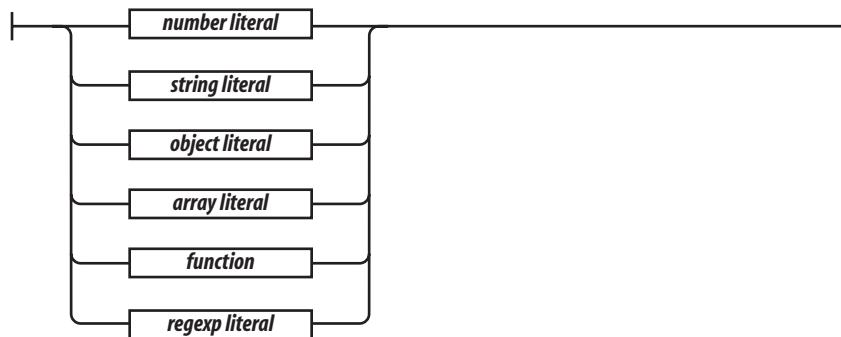 number literal
string literal
object literal
array literal
function
regexp literal